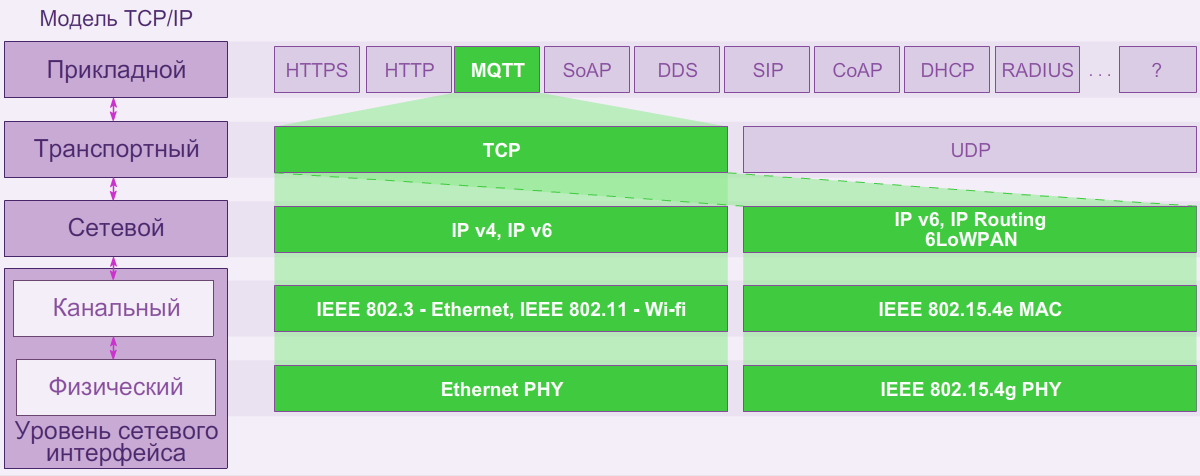 Модель TCP/IP
Прикладной
HTTPS
HTTP
MQTT
SoAP
DDS
SIP
CoAP
DHCP
RADIUS
. . .
?
Транспортный
TCP
UDP
Сетевой
IP v4, IP v6
IP v6, IP Routing
6LoWPAN
Канальный
IEEE 802.3 - Ethernet, IEEE 802.11 - Wi-fi
IEEE 802.15.4e MAC
Физический
Ethernet PHY
IEEE 802.15.4g PHY
Уровень сетевого
интерфейса